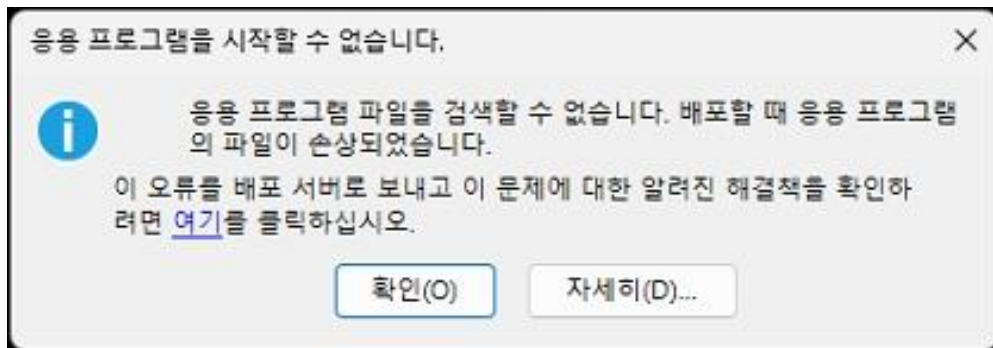 응용 프로그램을 시작할 수 없습니다.
응용 프로그램 파일을 검색할 수 없습니다. 배포할 때 응용 프로그램
의 파일이 손상되었습니다.
이 오류를 배포 서버로 보내고 이 문제에 대한 알려진 해결책을 확인하
려면 여기를 클릭하십시오.
확인(O)
자세히(D)...